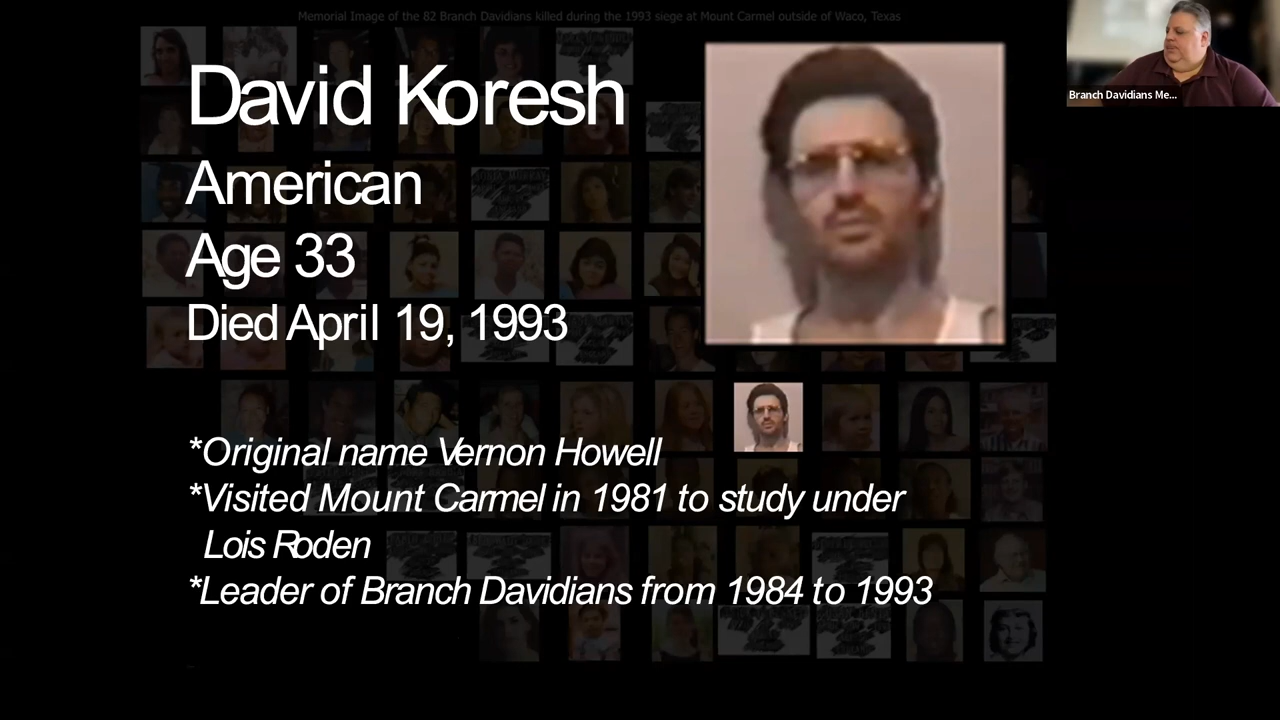 Memorial Image of the 82 Branch Davidians killed during the 1993 siege at Mount Carmel outside of Waco, Texas
David Koresh
American
Age 33
Died April 19, 1993
*Original name Vernon Howell
*Visited Mount Carmel in 1981 to study under
Lois Roden
*Leader of Branch Davidians from 1984 to 1993
Branch Davidians Me...